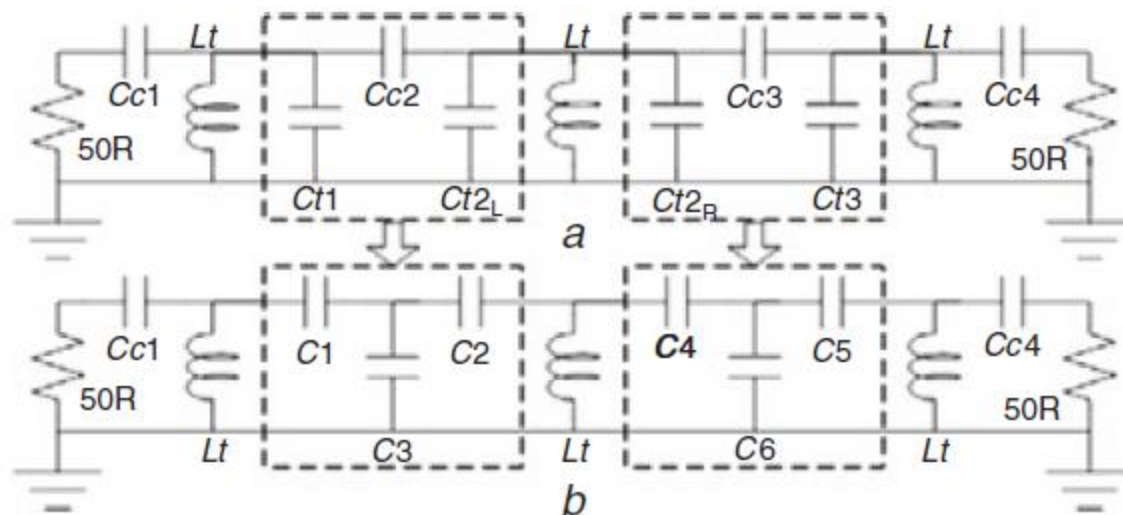 Lt Lt Lt
Cc1 Cc2 Cc3 Cc4
50R 50R
Ct1 Ct2L Ct2R Ct3
a
Cc1 C1 C2 C4 C5 Cc4
50R 50R
Lt C3 Lt C6 Lt
b